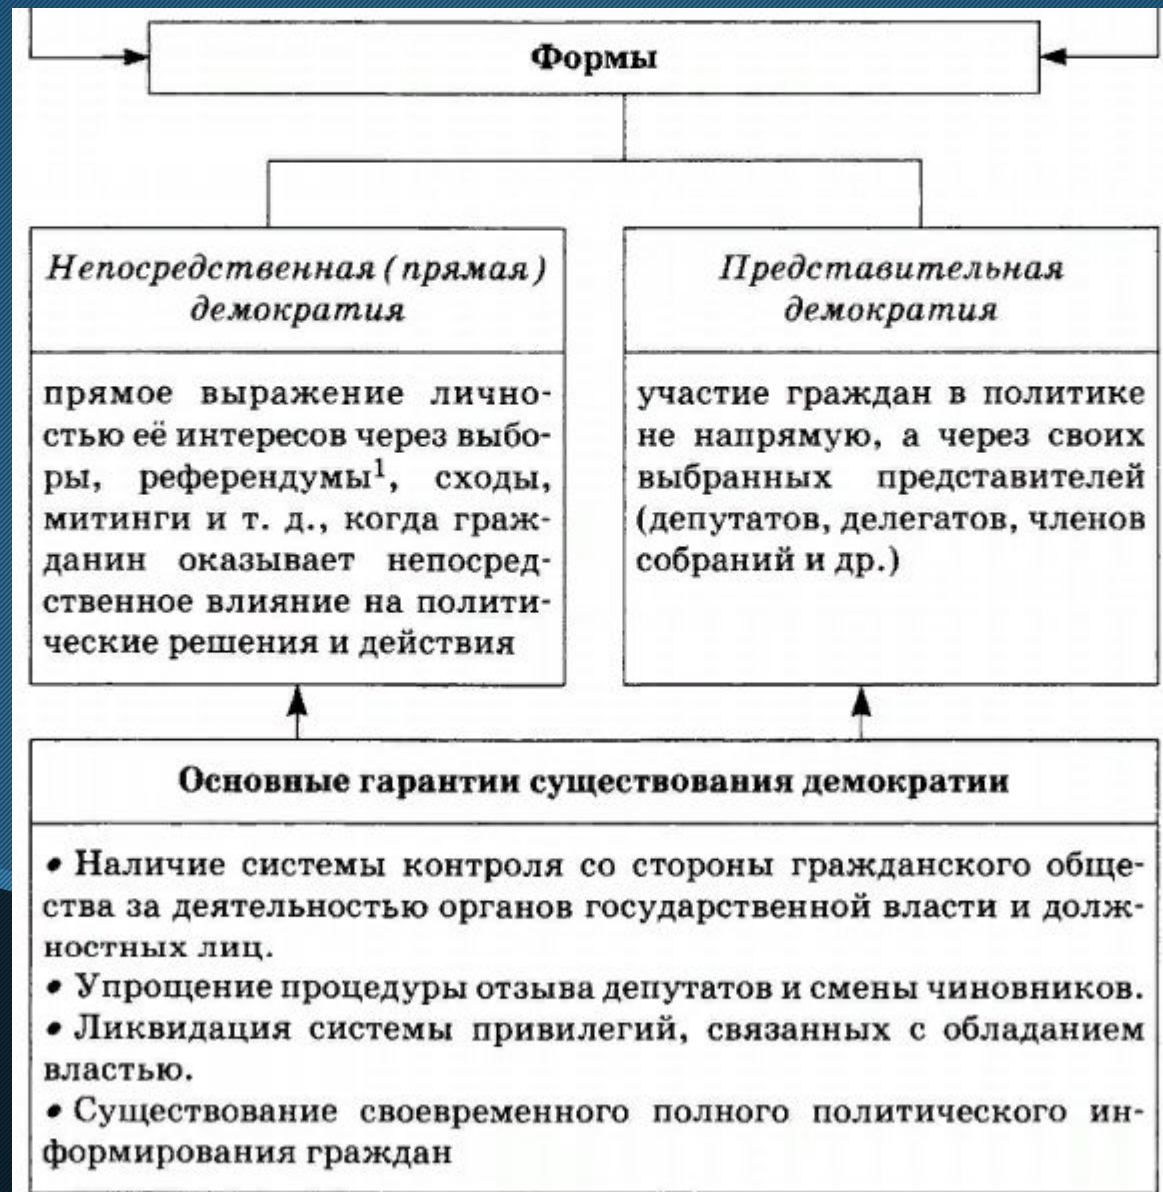 Формы
Непосредственная (прямая)
демократия
прямое выражение лично-
стью её интересов через выбо-
ры, референдумы¹, сходы,
митинги и т. д., когда граж-
данин оказывает непосред-
ственное влияние на полити-
ческие решения и действия
Представительная
демократия
участие граждан в политике
не напрямую, а через своих
выбранных представителей
(депутатов, делегатов, членов
собраний и др.)
Основные гарантии существования демократии
• Наличие системы контроля со стороны гражданского обще-
ства за деятельностью органов государственной власти и долж-
ностных лиц.
• Упрощение процедуры отзыва депутатов и смены чиновников.
• Ликвидация системы привилегий, связанных с обладанием
властью.
• Существование своевременного полного политического ин-
формирования граждан